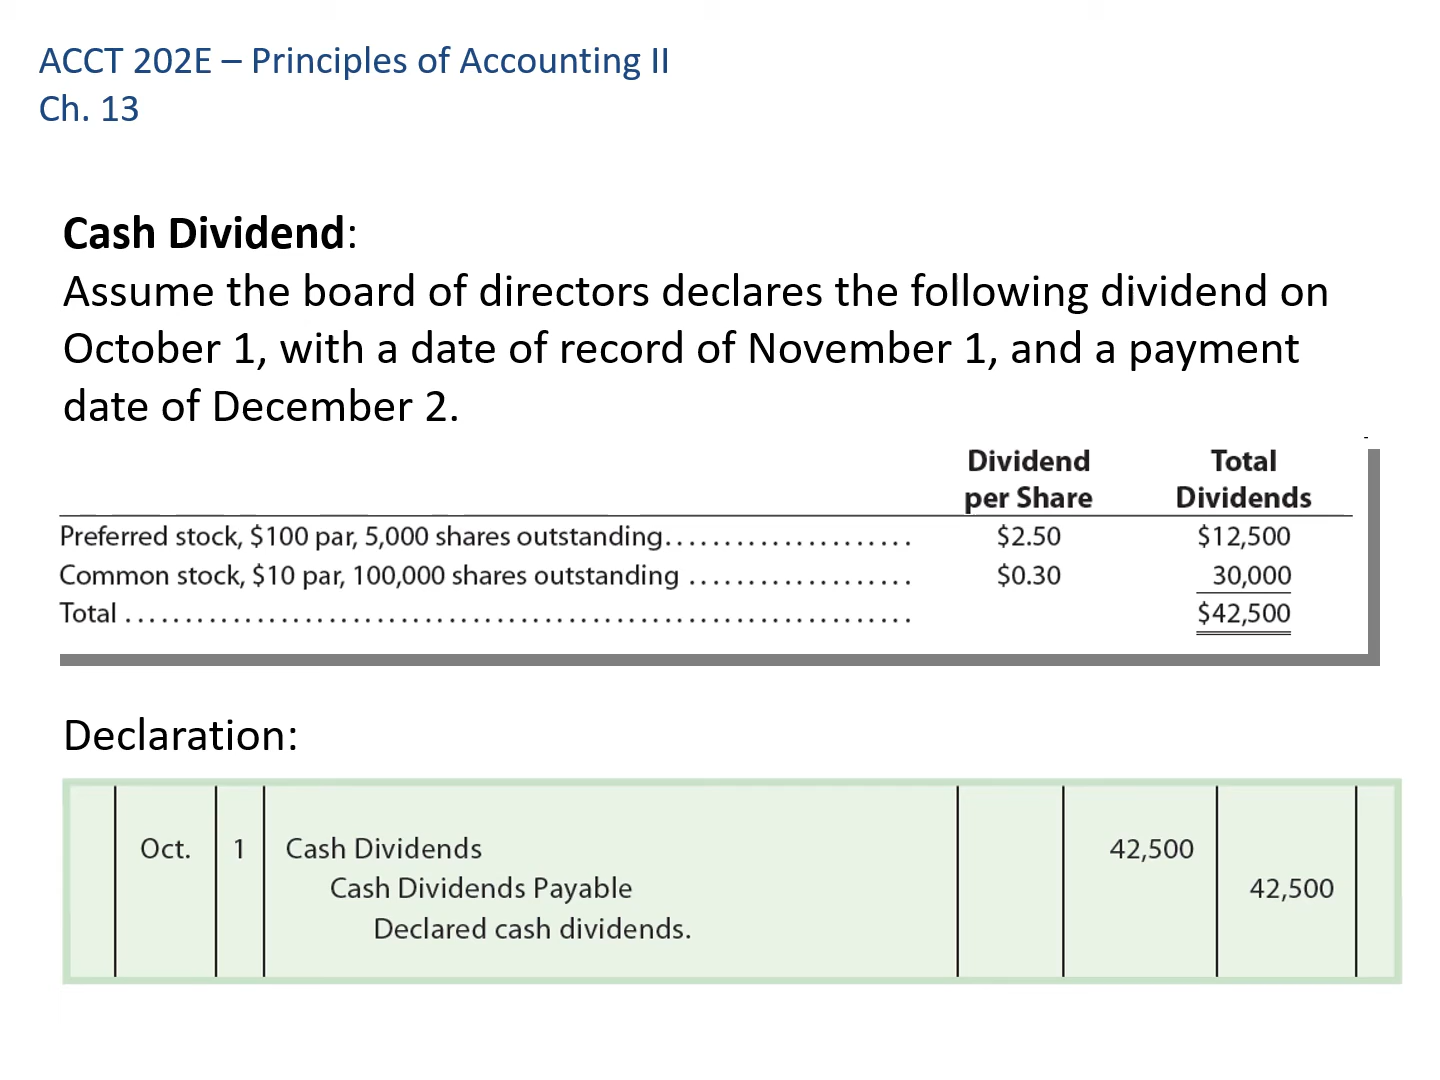 ACCT 202E – Principles of Accounting II
Ch. 13
Cash Dividend:
Assume the board of directors declares the following dividend on
October 1, with a date of record of November 1, and a payment
date of December 2.
Dividend Total
per Share Dividends
Preferred stock, $100 par, 5,000 shares outstanding..................... $2.50 $12,500
Common stock, $10 par, 100,000 shares outstanding ................... $0.30 30,000
Total .................................................................. $42,500
Declaration:
Oct. 1 Cash Dividends 42,500
Cash Dividends Payable 42,500
Declared cash dividends.